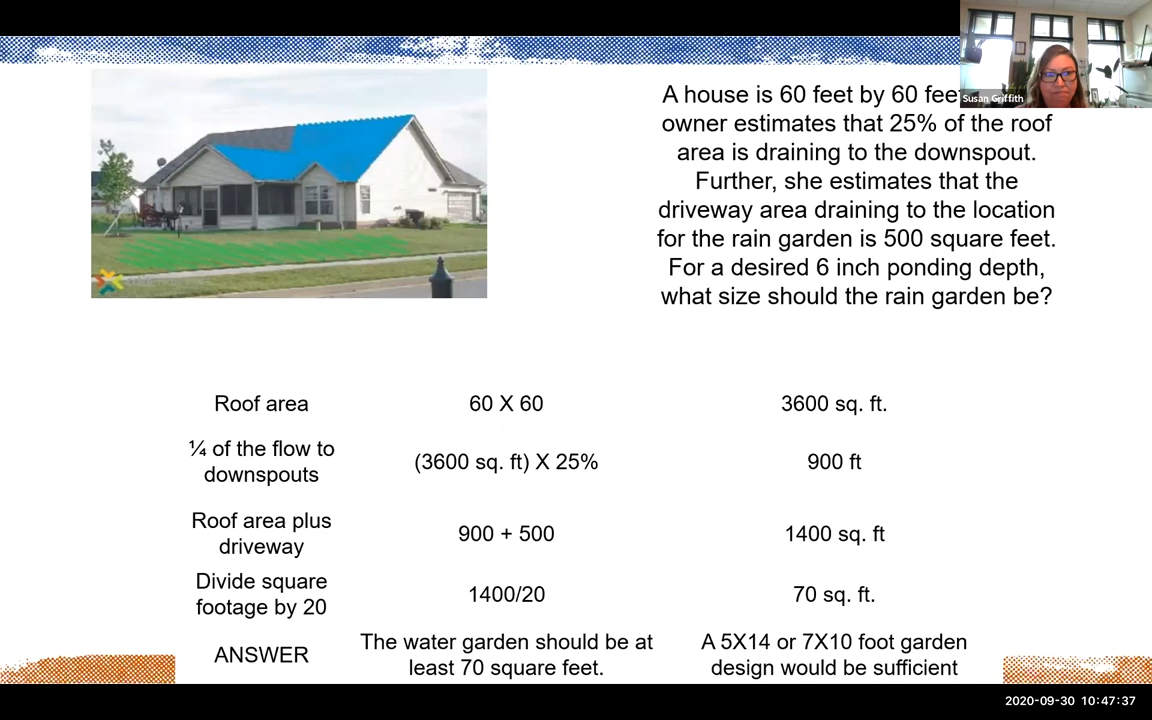 Susan Griffith
A house is 60 feet by 60
owner estimates that 25% of the roof
area is draining to the downspout.
Further, she estimates that the
driveway area draining to the location
for the rain garden is 500 square feet.
For a desired 6 inch ponding depth,
what size should the rain garden be?
Roof area 60 X 60 3600 sq. ft.
¼ of the flow to
downspouts
(3600 sq. ft) X 25% 900 ft
Roof area plus
driveway
900 + 500 1400 sq. ft
Divide square
footage by 20
1400/20 70 sq. ft.
ANSWER
The water garden should be at
least 70 square feet.
A 5X14 or 7X10 foot garden
design would be sufficient
2020-09-30 10:47:37